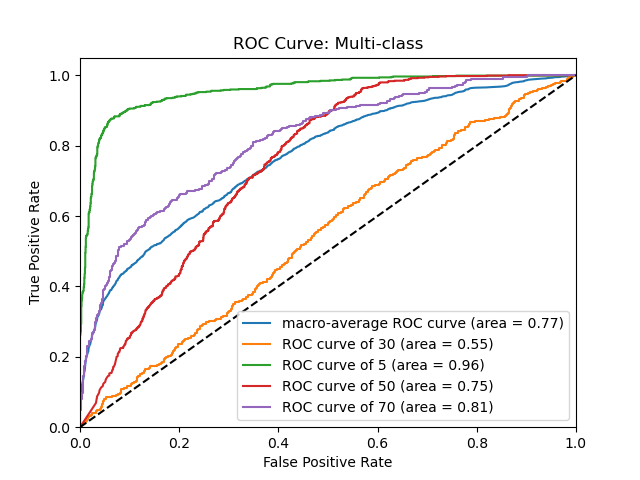 ROC Curve: Multi-class
True Positive Rate
1.0
0.8
0.6
0.4
0.2
0.0
macro-average ROC curve (area = 0.77)
ROC curve of 30 (area = 0.55)
ROC curve of 5 (area = 0.96)
ROC curve of 50 (area = 0.75)
ROC curve of 70 (area = 0.81)
0.0 0.2 0.4 0.6 0.8 1.0
False Positive Rate